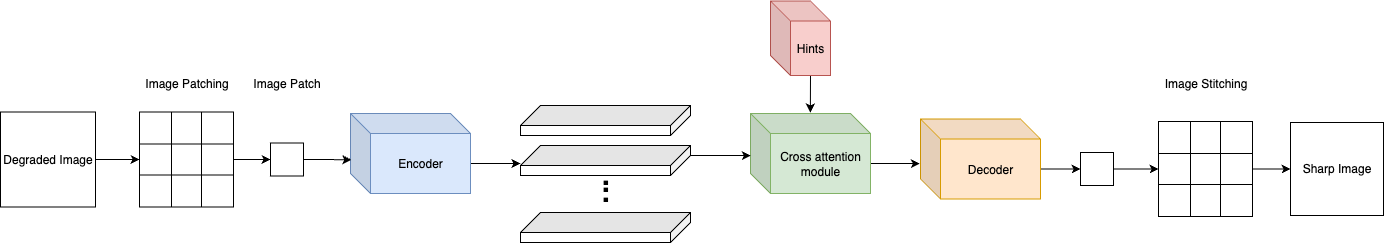 Hints
Image Patching
Image Patch
Image Stitching
Degraded Image
Encoder
Cross attention
module
Decoder
Sharp Image